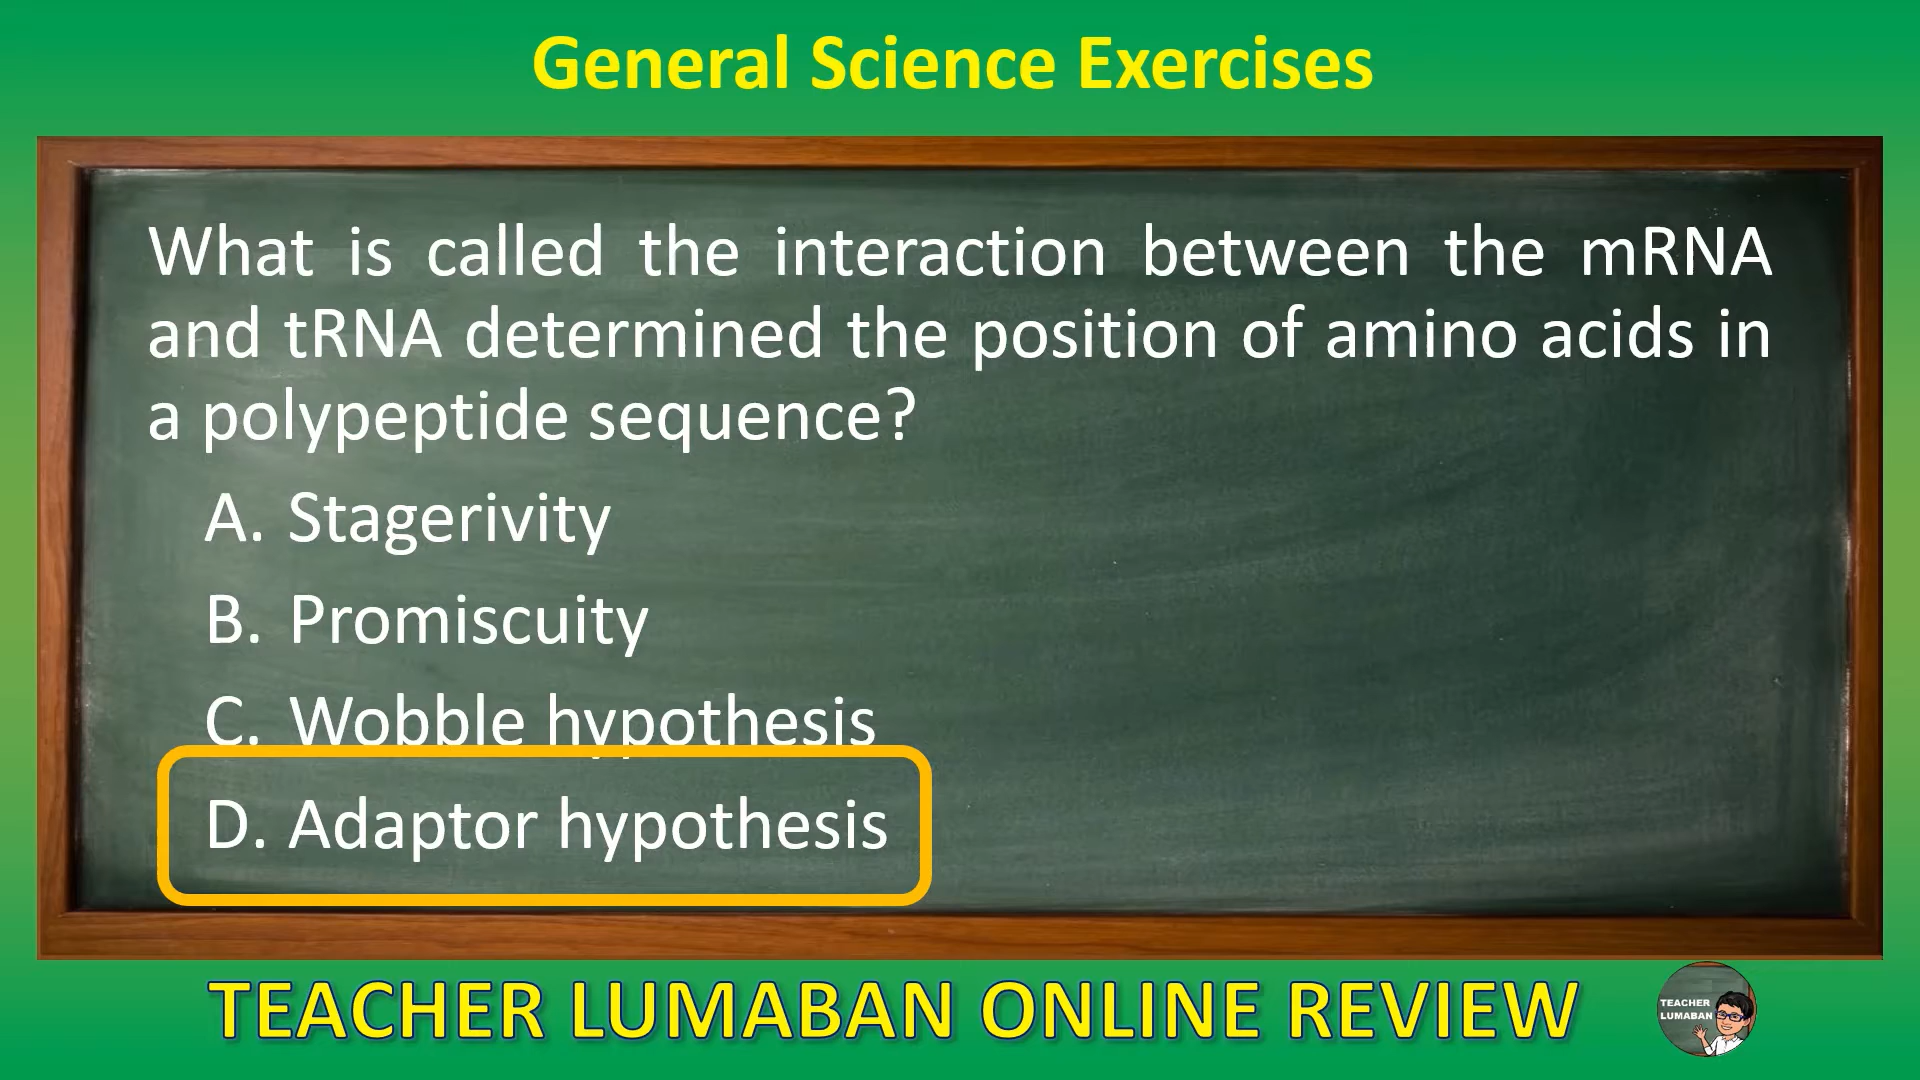 General Science Exercises
What is called the interaction between the mRNA
and tRNA determined the position of amino acids in
a polypeptide sequence?
A. Stagerivity
B. Promiscuity
C. Wobble hypothesis
D. Adaptor hypothesis
TEACHER LUMABAN ONLINE REVIEW
TEACHER
LUMABAN